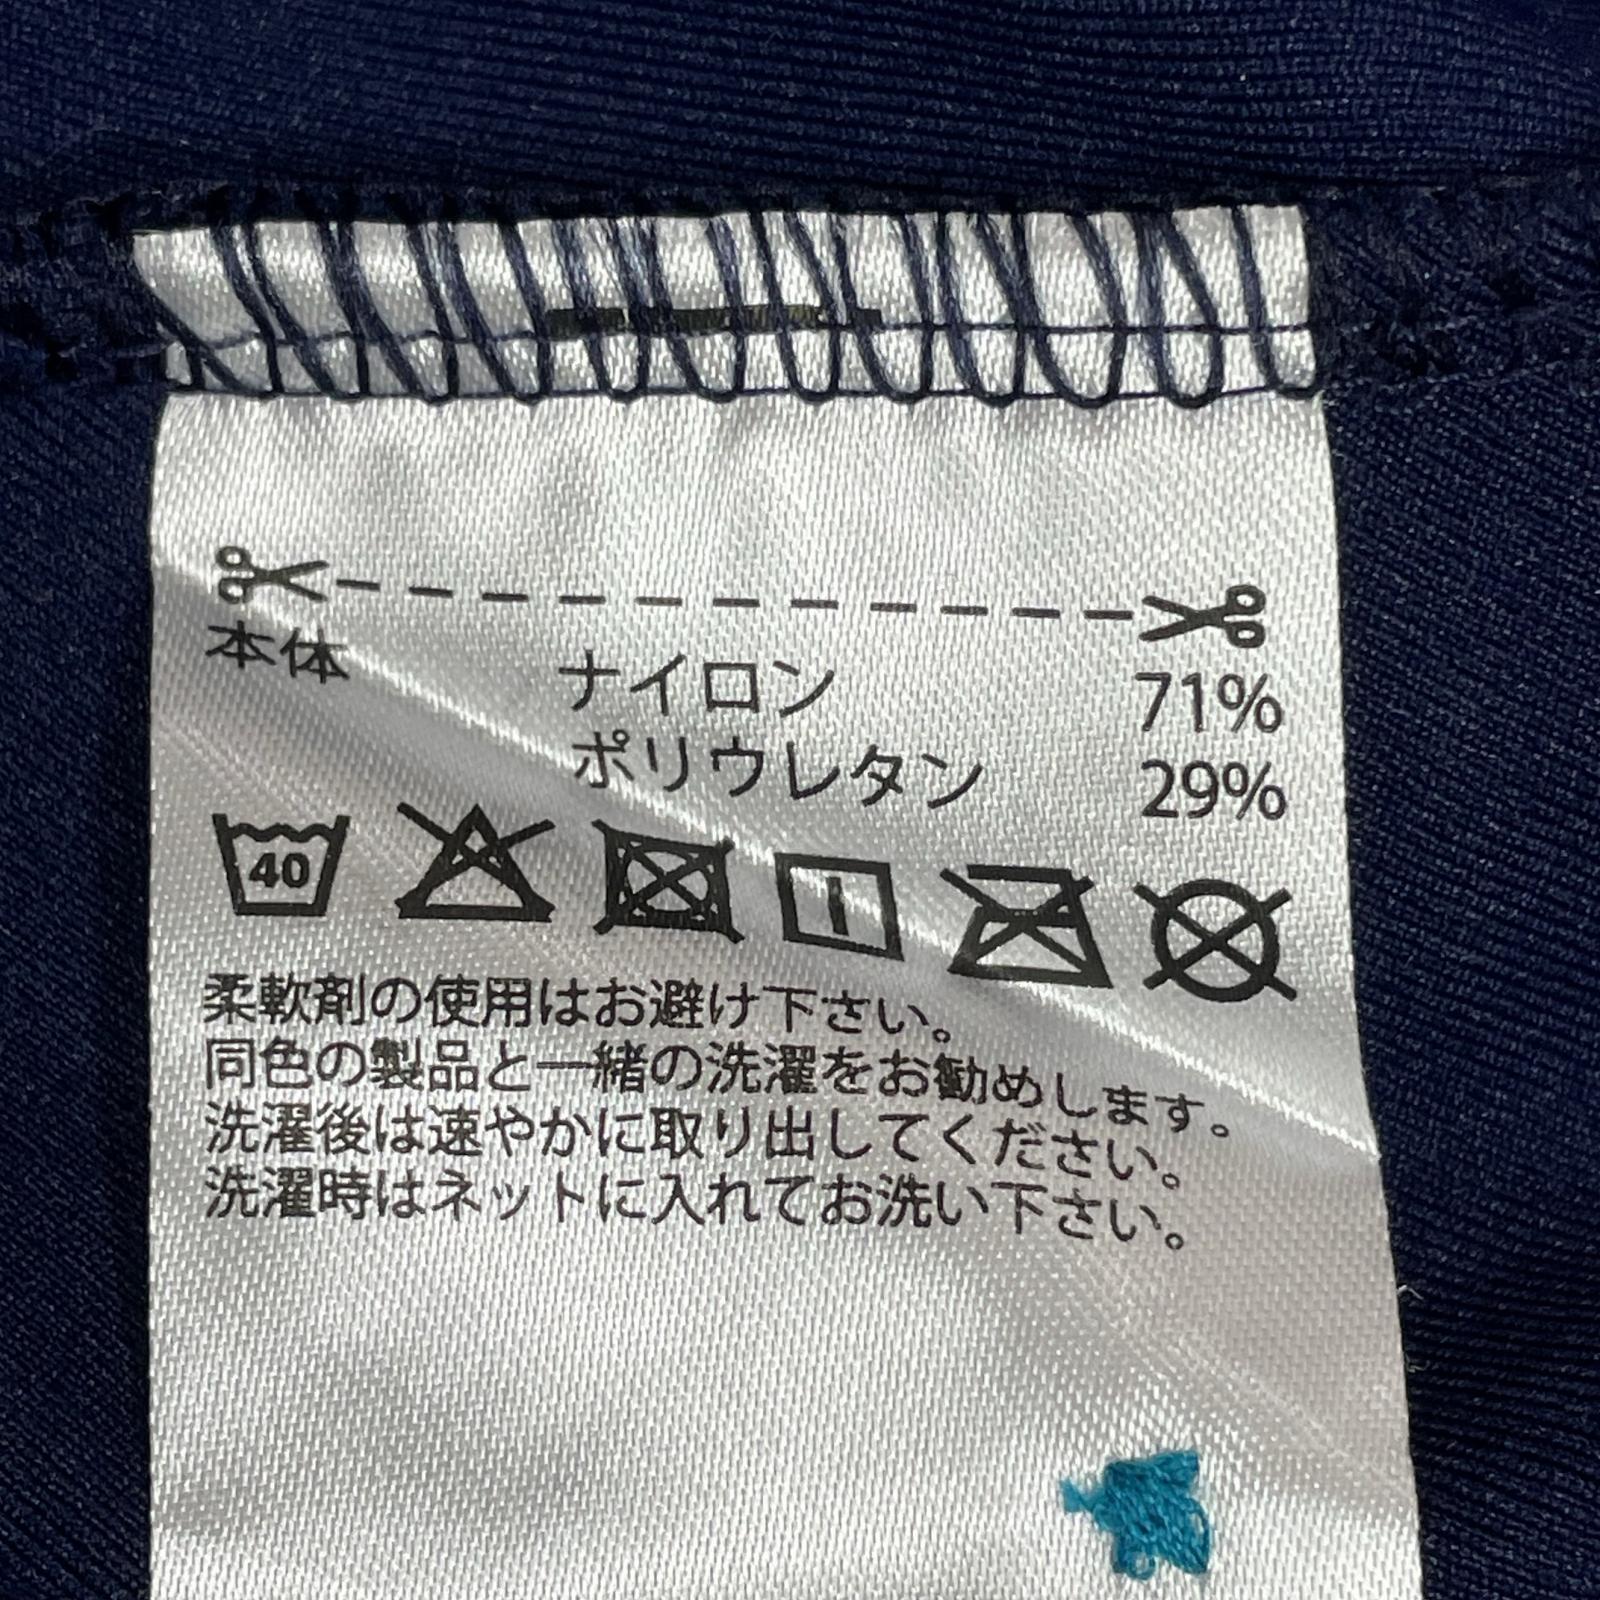 本体 ナイロン 71%
ポリウレタン 29%
40
柔軟剤の使用はお避け下さい。
同色の製品と一緒の洗濯をお勧めします。
洗濯後は速やかに取り出してください。
洗濯時はネットに入れてお洗い下さい。